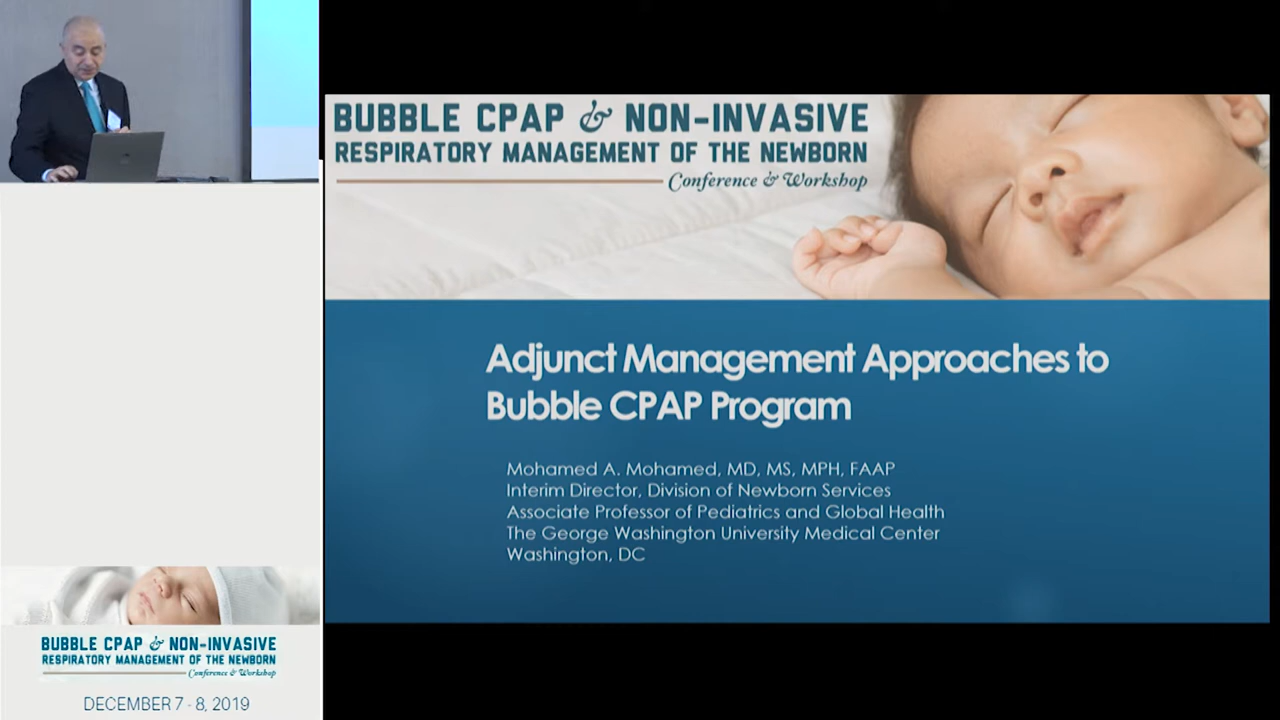 BUBBLE CPAP & NON-INVASIVE
RESPIRATORY MANAGEMENT OF THE NEWBORN
Conference & Workshop
Adjunct Management Approaches to
Bubble CPAP Program
Mohamed A. Mohamed, MD, MS, MPH, FAAP
Interim Director, Division of Newborn Services
Associate Professor of Pediatrics and Global Health
The George Washington University Medical Center
Washington, DC
BUBBLE CPAP & NON-INVASIVE
RESPIRATORY MANAGEMENT OF THE NEWBORN
Conference & Workshop
DECEMBER 7 - 8, 2019